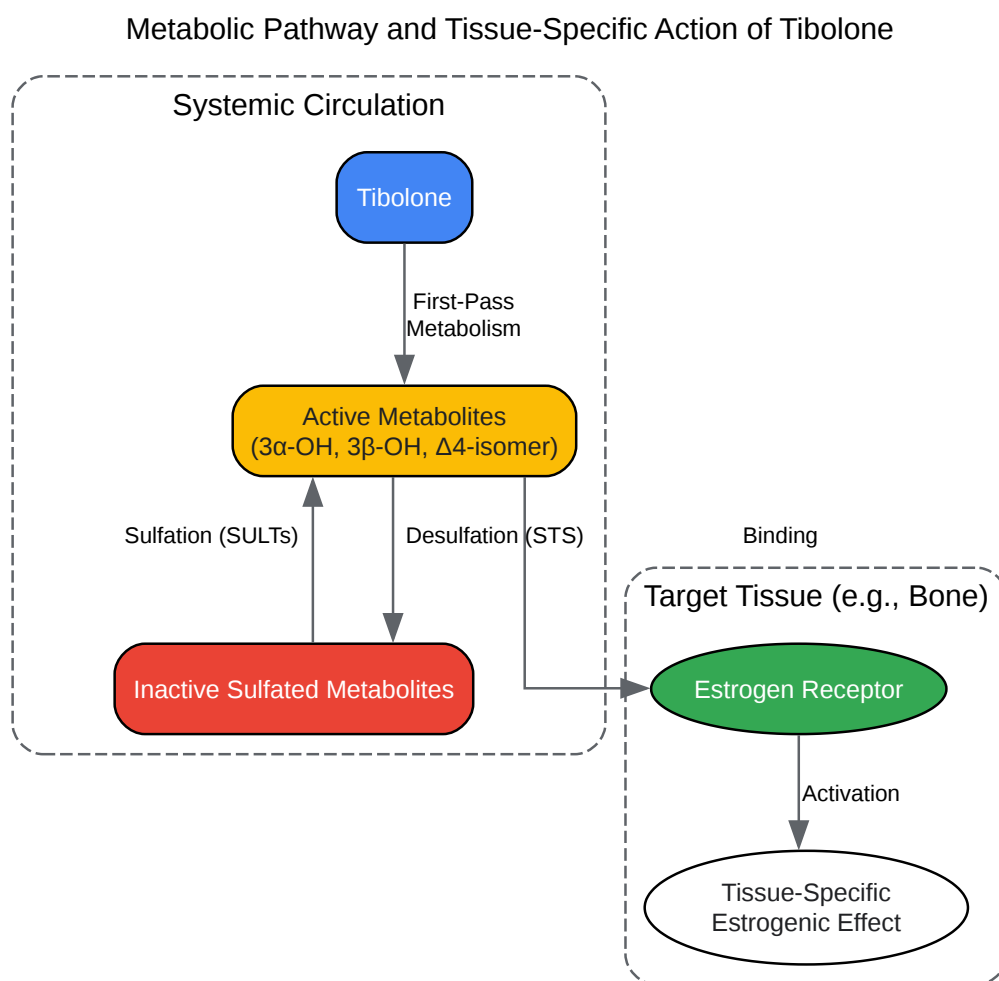 Metabolic Pathway and Tissue-Specific Action of Tibolone
Systemic Circulation
Tibolone
First-Pass
Metabolism
Active Metabolites
(3α-OH, 3β-OH, Δ4-isomer)
Sulfation (SULTs)
Desulfation (STS)
Binding
Inactive Sulfated Metabolites
Target Tissue (e.g., Bone)
Estrogen Receptor
Activation
Tissue-Specific
Estrogenic Effect